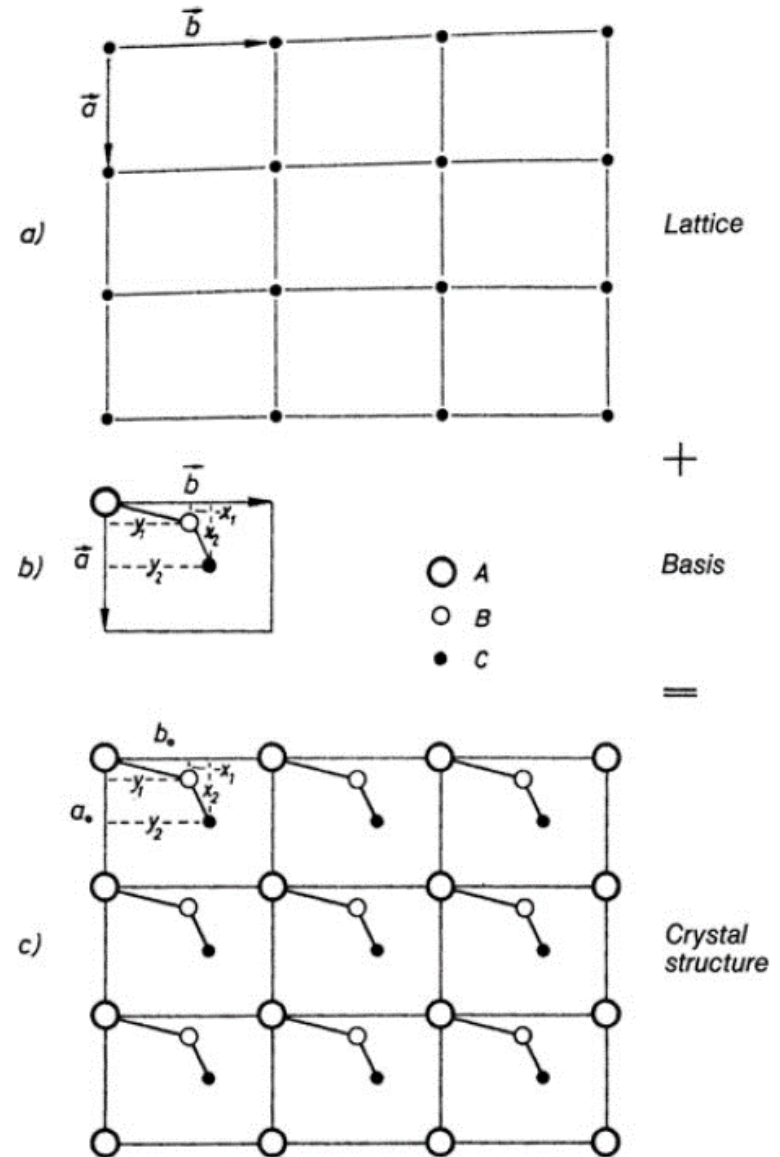 b⃗
a⃗
a)
Lattice
+
b⃗
x₁
y₁
x₂
a⃗
y₂
b)
Basis
A
B
C
=
b₀
x₁
y₁
x₂
a₀
y₂
c)
Crystal
structure